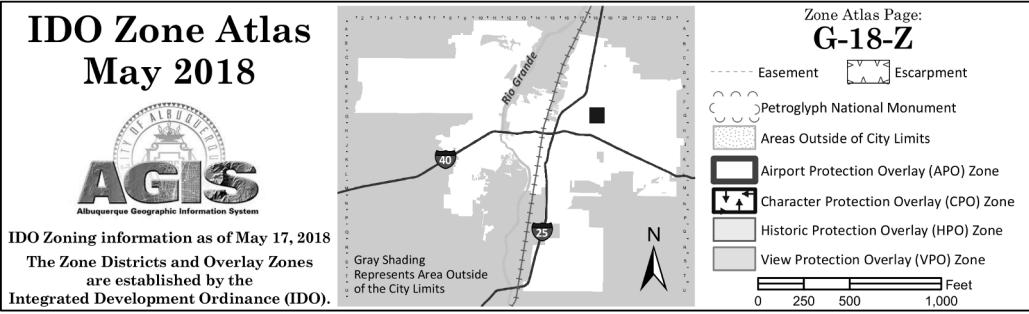 IDO Zone Atlas
May 2018
CITY OF ALBUQUERQUE
AGIS
Albuquerque Geographic Information System
IDO Zoning information as of May 17, 2018
The Zone Districts and Overlay Zones
are established by the
Integrated Development Ordinance (IDO).
Rio Grande
40
25
Gray Shading
Represents Area Outside
of the City Limits
N
Zone Atlas Page:
G-18-Z
Easement
Escarpment
Petroglyph National Monument
Areas Outside of City Limits
Airport Protection Overlay (APO) Zone
Character Protection Overlay (CPO) Zone
Historic Protection Overlay (HPO) Zone
View Protection Overlay (VPO) Zone
Feet
0 250 500 1,000